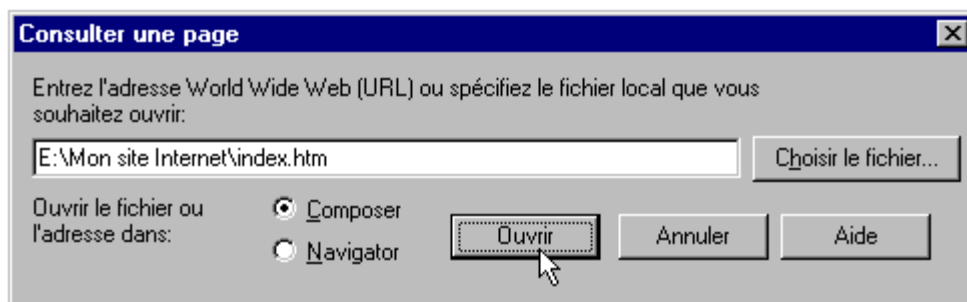 Consulter une page
Entrez l'adresse World Wide Web (URL) ou spécifiez le fichier local que vous
souhaitez ouvrir:
E:\Mon site Internet\index.htm
Choisir le fichier...
Ouvrir le fichier ou
l'adresse dans:
Composer
Navigator
Ouvrir
Annuler
Aide